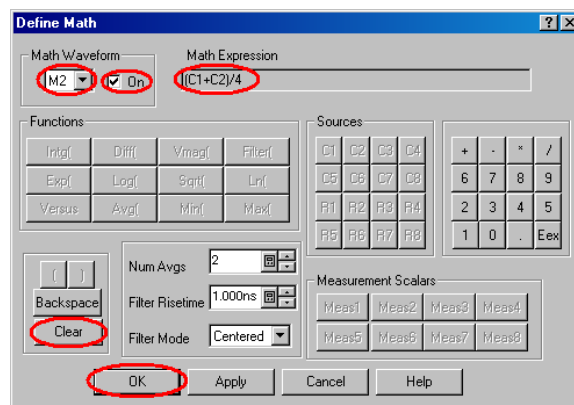 Define Math
Math Waveform
Math Expression
M2
On
(C1+C2)/4
Functions
Intg( Diff( Vmag( Filter(
Exp( Log( Sqrt( Ln(
Versus Avg( Min( Max(
Sources
C1 C2 C3 C4
C5 C6 C7 C8
R1 R2 R3 R4
R5 R6 R7 R8
+ - * /
6 7 8 9
2 3 4 5
1 0 . Eex
( )
Backspace
Clear
Num Avgs 2
Filter Risetime 1.000ns
Filter Mode Centered
Measurement Scalars
Meas1 Meas2 Meas3 Meas4
Meas5 Meas6 Meas7 Meas8
OK Apply Cancel Help